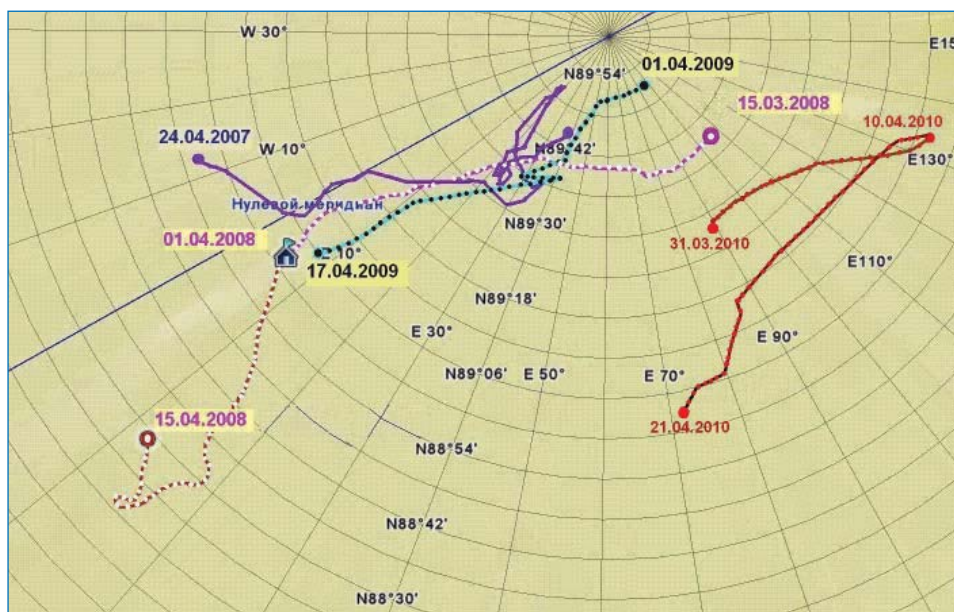 W 30°
E15
N89°54'
01.04.2009
15.03.2008
10.04.2010
24.04.2007
W 10°
N89°42'
E130°
Нулевой меридиан
N89°30'
01.04.2008
31.03.2010
E 10°
17.04.2009
E110°
N89°18'
E 30°
E 90°
N89°06'
E 50°
E 70°
15.04.2008
21.04.2010
N88°54'
N88°42'
N88°30'